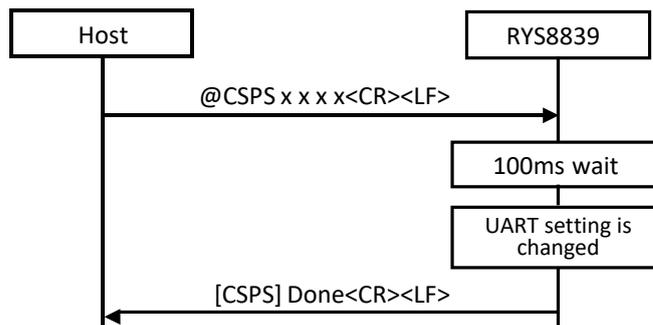 Host
RYS8839
@CSPS x x x x<CR><LF>
100ms wait
UART setting is
changed
[CSPS] Done<CR><LF>